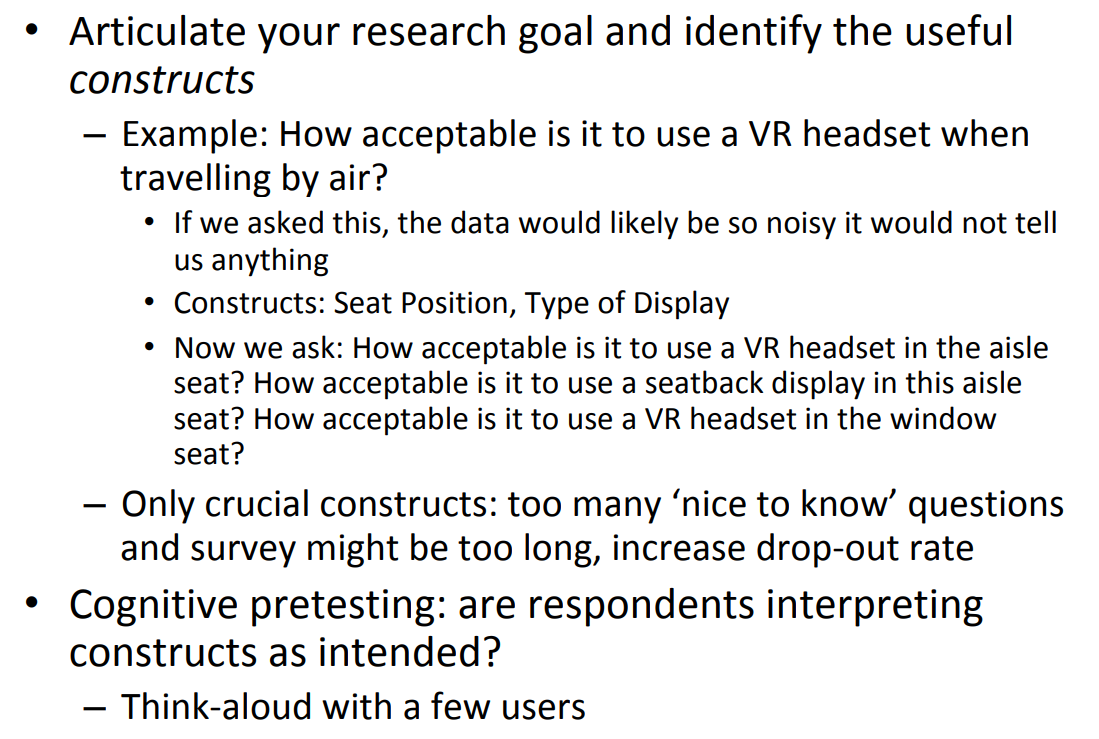 • Articulate your research goal and identify the useful
constructs
– Example: How acceptable is it to use a VR headset when
travelling by air?
• If we asked this, the data would likely be so noisy it would not tell
us anything
• Constructs: Seat Position, Type of Display
• Now we ask: How acceptable is it to use a VR headset in the aisle
seat? How acceptable is it to use a seatback display in this aisle
seat? How acceptable is it to use a VR headset in the window
seat?
– Only crucial constructs: too many ‘nice to know’ questions
and survey might be too long, increase drop-out rate
• Cognitive pretesting: are respondents interpreting
constructs as intended?
– Think-aloud with a few users